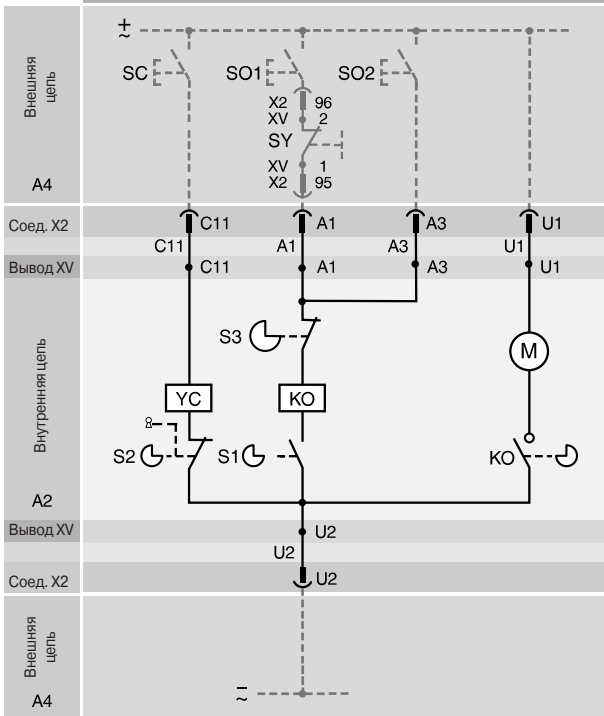 +
~
SC
SO1
SO2
X2 96
XV 2
SY
XV 1
X2 95
Внешняя
цепь
A4
Соед. X2
C11 A1 A3 U1
C11 A1 A3 U1
Вывод XV
C11 A1 A3 U1
S3
M
YC KO
Внутренняя цепь
S2 S1 KO
A2
Вывод XV
U2
U2
Соед. X2
U2
Внешняя
цепь
A4
−
~